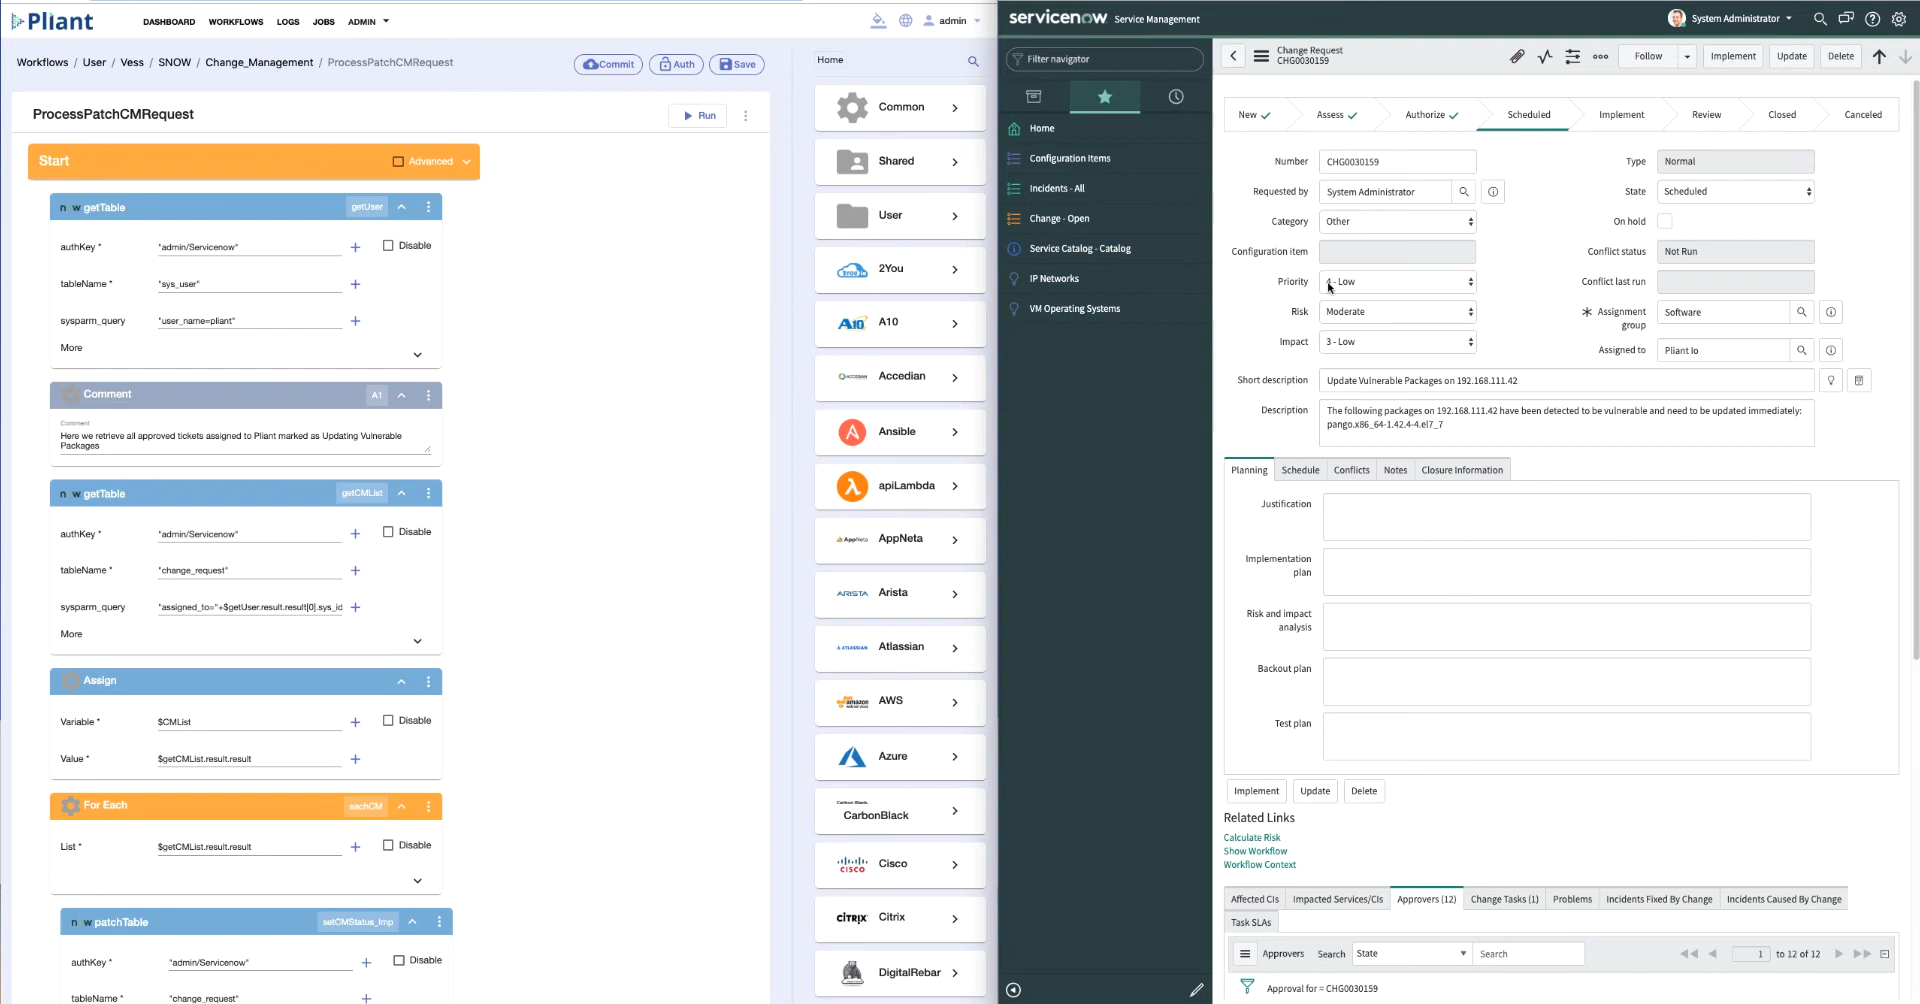 Pliant
DASHBOARD WORKFLOWS LOGS JOBS ADMIN
admin
Workflows / User / Vess / SNOW / Change_Management / ProcessPatchCMRequest
Commit
Auth
Save
ProcessPatchCMRequest
Run
Start
Advanced
n w getTable
getUser
authKey *
"admin/Servicenow"
Disable
tableName *
"sys_user"
sysparm_query
"user_name=pliant"
More
Comment
A1
Comment
Here we retrieve all approved tickets assigned to Pliant marked as Updating Vulnerable
Packages
n w getTable
getCMList
authKey *
"admin/Servicenow"
Disable
tableName *
"change_request"
sysparm_query
"assigned_to="+$getUser.result.result[0].sys_id
More
Assign
Variable *
$CMList
Disable
Value *
$getCMList.result.result
For Each
eachCM
List *
$getCMList.result.result
Disable
n w patchTable
setCMStatus_Imp
authKey *
"admin/Servicenow"
Disable
tableName *
"change_request"
Home
Common
Shared
User
2You
2You
A10
A10
ACCEDIAN
Accedian
Ansible
apiLambda
AppNeta
AppNeta
ARISTA
Arista
ATLASSIAN
Atlassian
amazon
AWS
Azure
Carbon Black.
CarbonBlack
CISCO
Cisco
CITRIX
Citrix
DigitalRebar
servicenow Service Management
System Administrator
Filter navigator
Home
Configuration Items
Incidents - All
Change - Open
Service Catalog - Catalog
IP Networks
VM Operating Systems
Change Request
CHG0030159
Follow
Implement
Update
Delete
New
Assess
Authorize
Scheduled
Implement
Review
Closed
Canceled
Number
CHG0030159
Type
Normal
Requested by
System Administrator
State
Scheduled
Category
Other
On hold
Configuration item
Conflict status
Not Run
Priority
4 - Low
Conflict last run
Risk
Moderate
Assignment
group
Software
Impact
3 - Low
Assigned to
Pliant Io
Short description
Update Vulnerable Packages on 192.168.111.42
Description
The following packages on 192.168.111.42 have been detected to be vulnerable and need to be updated immediately:
pango.x86_64-1.42.4-4.el7_7
Planning
Schedule
Conflicts
Notes
Closure Information
Justification
Implementation
plan
Risk and impact
analysis
Backout plan
Test plan
Implement
Update
Delete
Related Links
Calculate Risk
Show Workflow
Workflow Context
Affected CIs
Impacted Services/CIs
Approvers (12)
Change Tasks (1)
Problems
Incidents Fixed By Change
Incidents Caused By Change
Task SLAs
Approvers
Search
State
Search
1 to 12 of 12
Approval for = CHG0030159